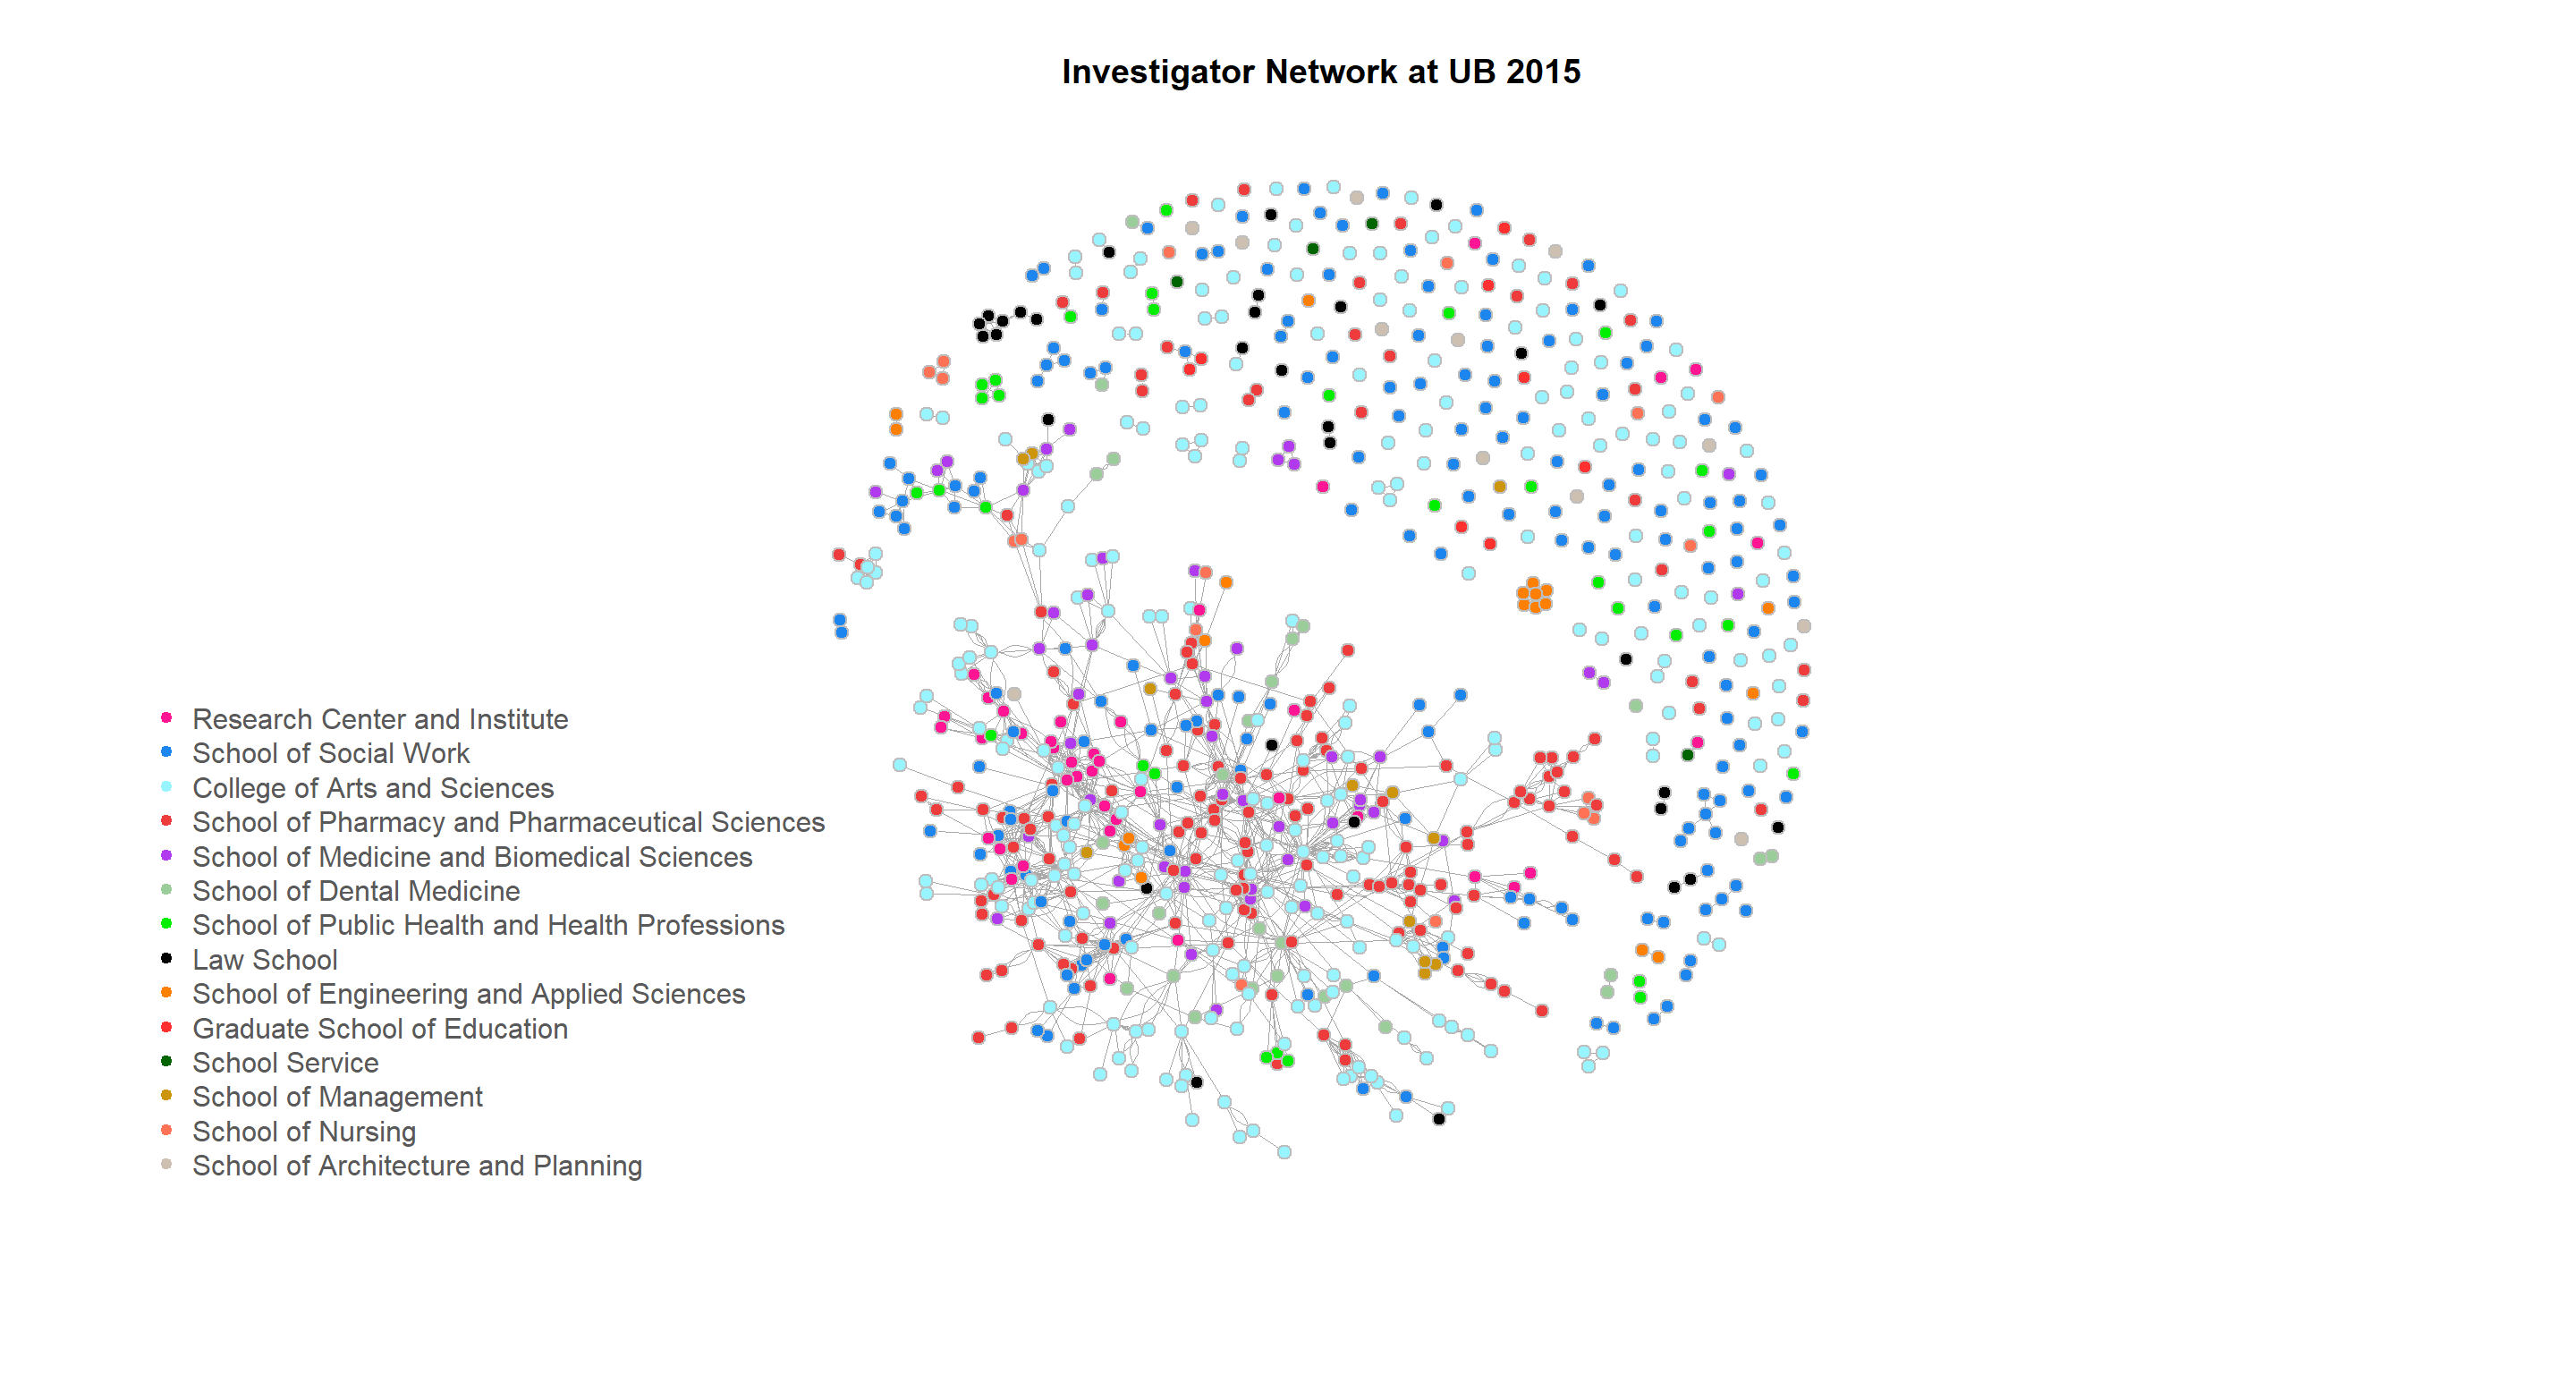 Investigator Network at UB 2015
Research Center and Institute
School of Social Work
College of Arts and Sciences
School of Pharmacy and Pharmaceutical Sciences
School of Medicine and Biomedical Sciences
School of Dental Medicine
School of Public Health and Health Professions
Law School
School of Engineering and Applied Sciences
Graduate School of Education
School Service
School of Management
School of Nursing
School of Architecture and Planning